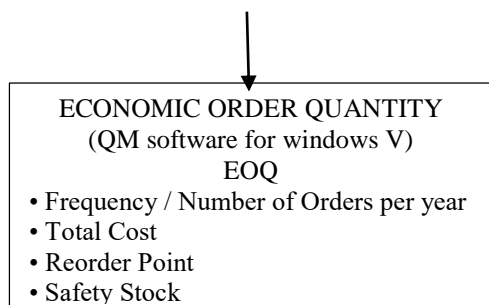 ECONOMIC ORDER QUANTITY
(QM software for windows V)
EOQ
• Frequency / Number of Orders per year
• Total Cost
• Reorder Point
• Safety Stock